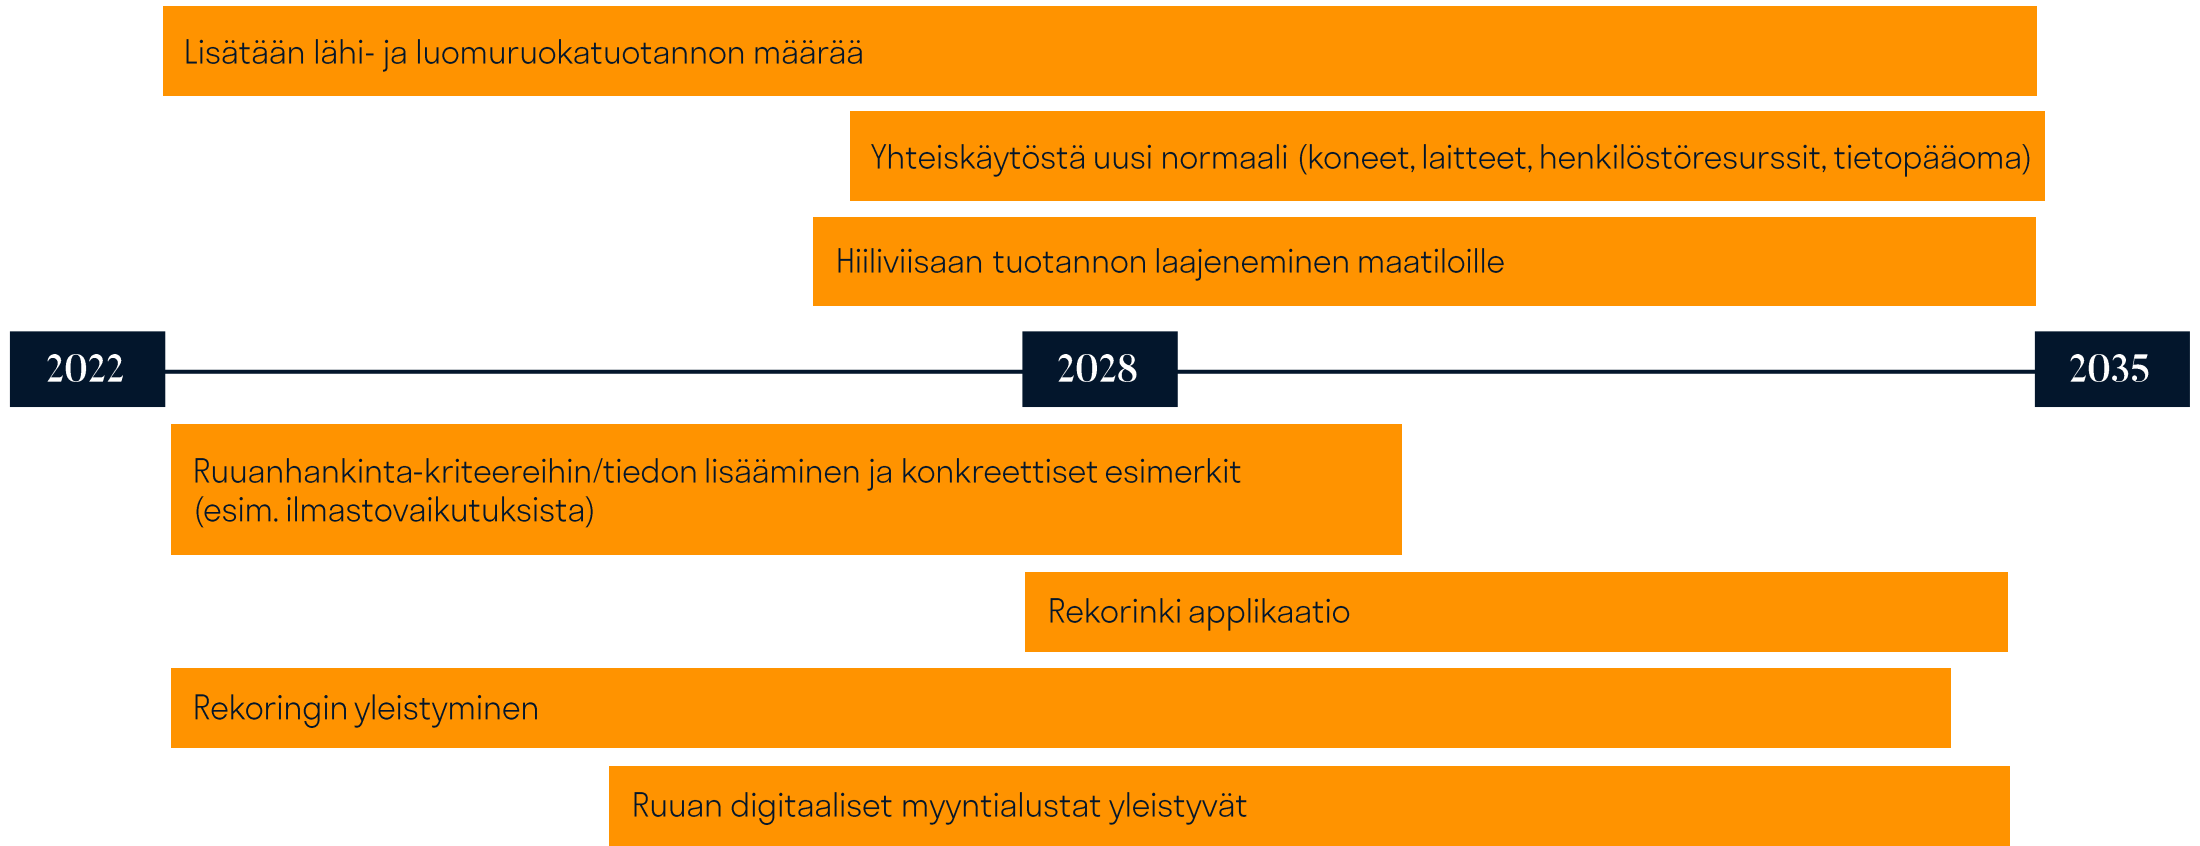 Lisätään lähi- ja luomuruokatuotannon määrää
Yhteiskäytöstä uusi normaali (koneet, laitteet, henkilöstöresurssit, tietopääoma)
Hiiliviisaan tuotannon laajeneminen maatiloille
2022
2028
2035
Ruuanhankinta-kriteereihin/tiedon lisääminen ja konkreettiset esimerkit
(esim. ilmastovaikutuksista)
Rekorinki applikaatio
Rekoringin yleistyminen
Ruuan digitaaliset myyntialustat yleistyvät